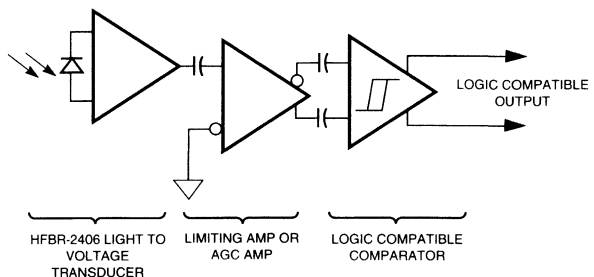 LOGIC COMPATIBLE
OUTPUT
HFBR-2406 LIGHT TO
VOLTAGE
TRANSDUCER
LIMITING AMP OR
AGC AMP
LOGIC COMPATIBLE
COMPARATOR